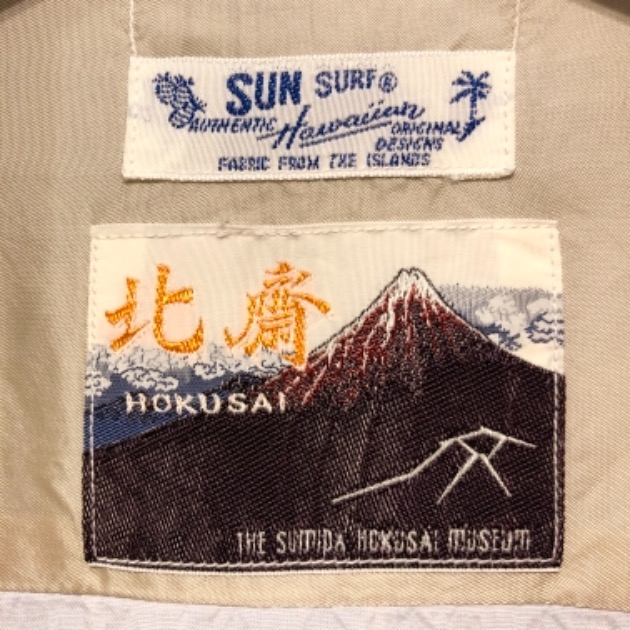 SUN SURF®
AUTHENTIC Hawaiian ORIGINAL
DESIGNS
FABRIC FROM THE ISLANDS
北斎
HOKUSAI
THE SUMIDA HOKUSAI MUSEUM